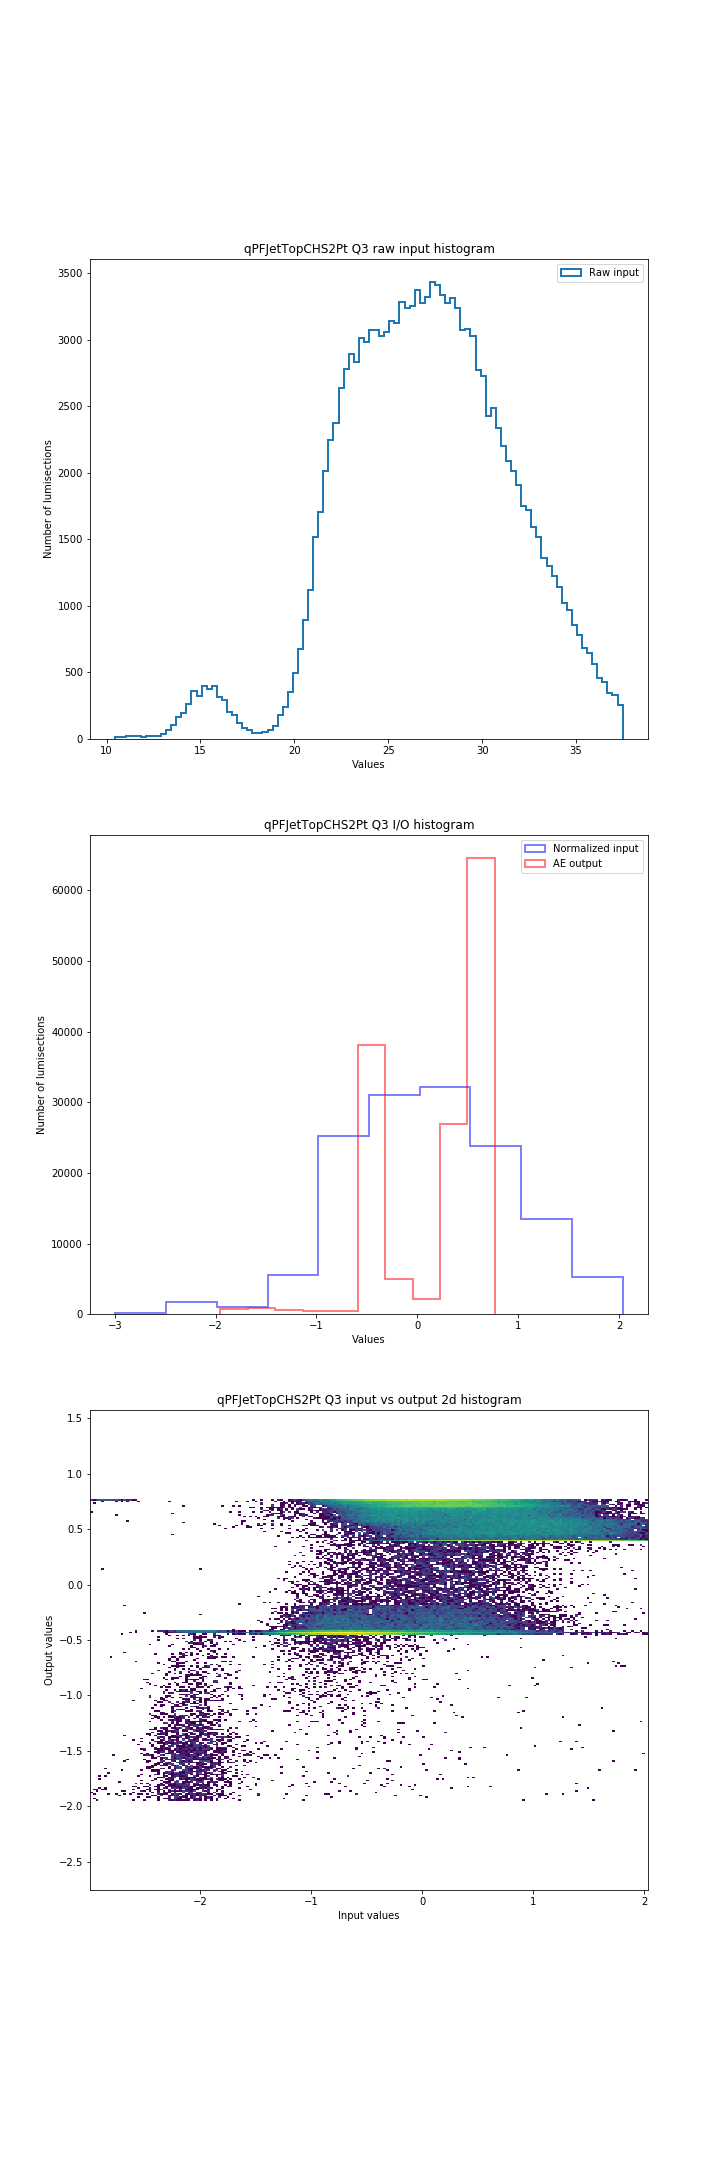 qPFJetTopCHS2Pt Q3 raw input histogram
Raw input
3500
3000
2500
2000
1500
1000
500
0
Number of lumisections
10 15 20 25 30 35
Values
qPFJetTopCHS2Pt Q3 I/O histogram
Normalized input
AE output
60000
50000
40000
30000
20000
10000
0
Number of lumisections
−3 −2 −1 0 1 2
Values
qPFJetTopCHS2Pt Q3 input vs output 2d histogram
1.5
1.0
0.5
0.0
−0.5
−1.0
−1.5
−2.0
−2.5
Output values
−2 −1 0 1 2
Input values